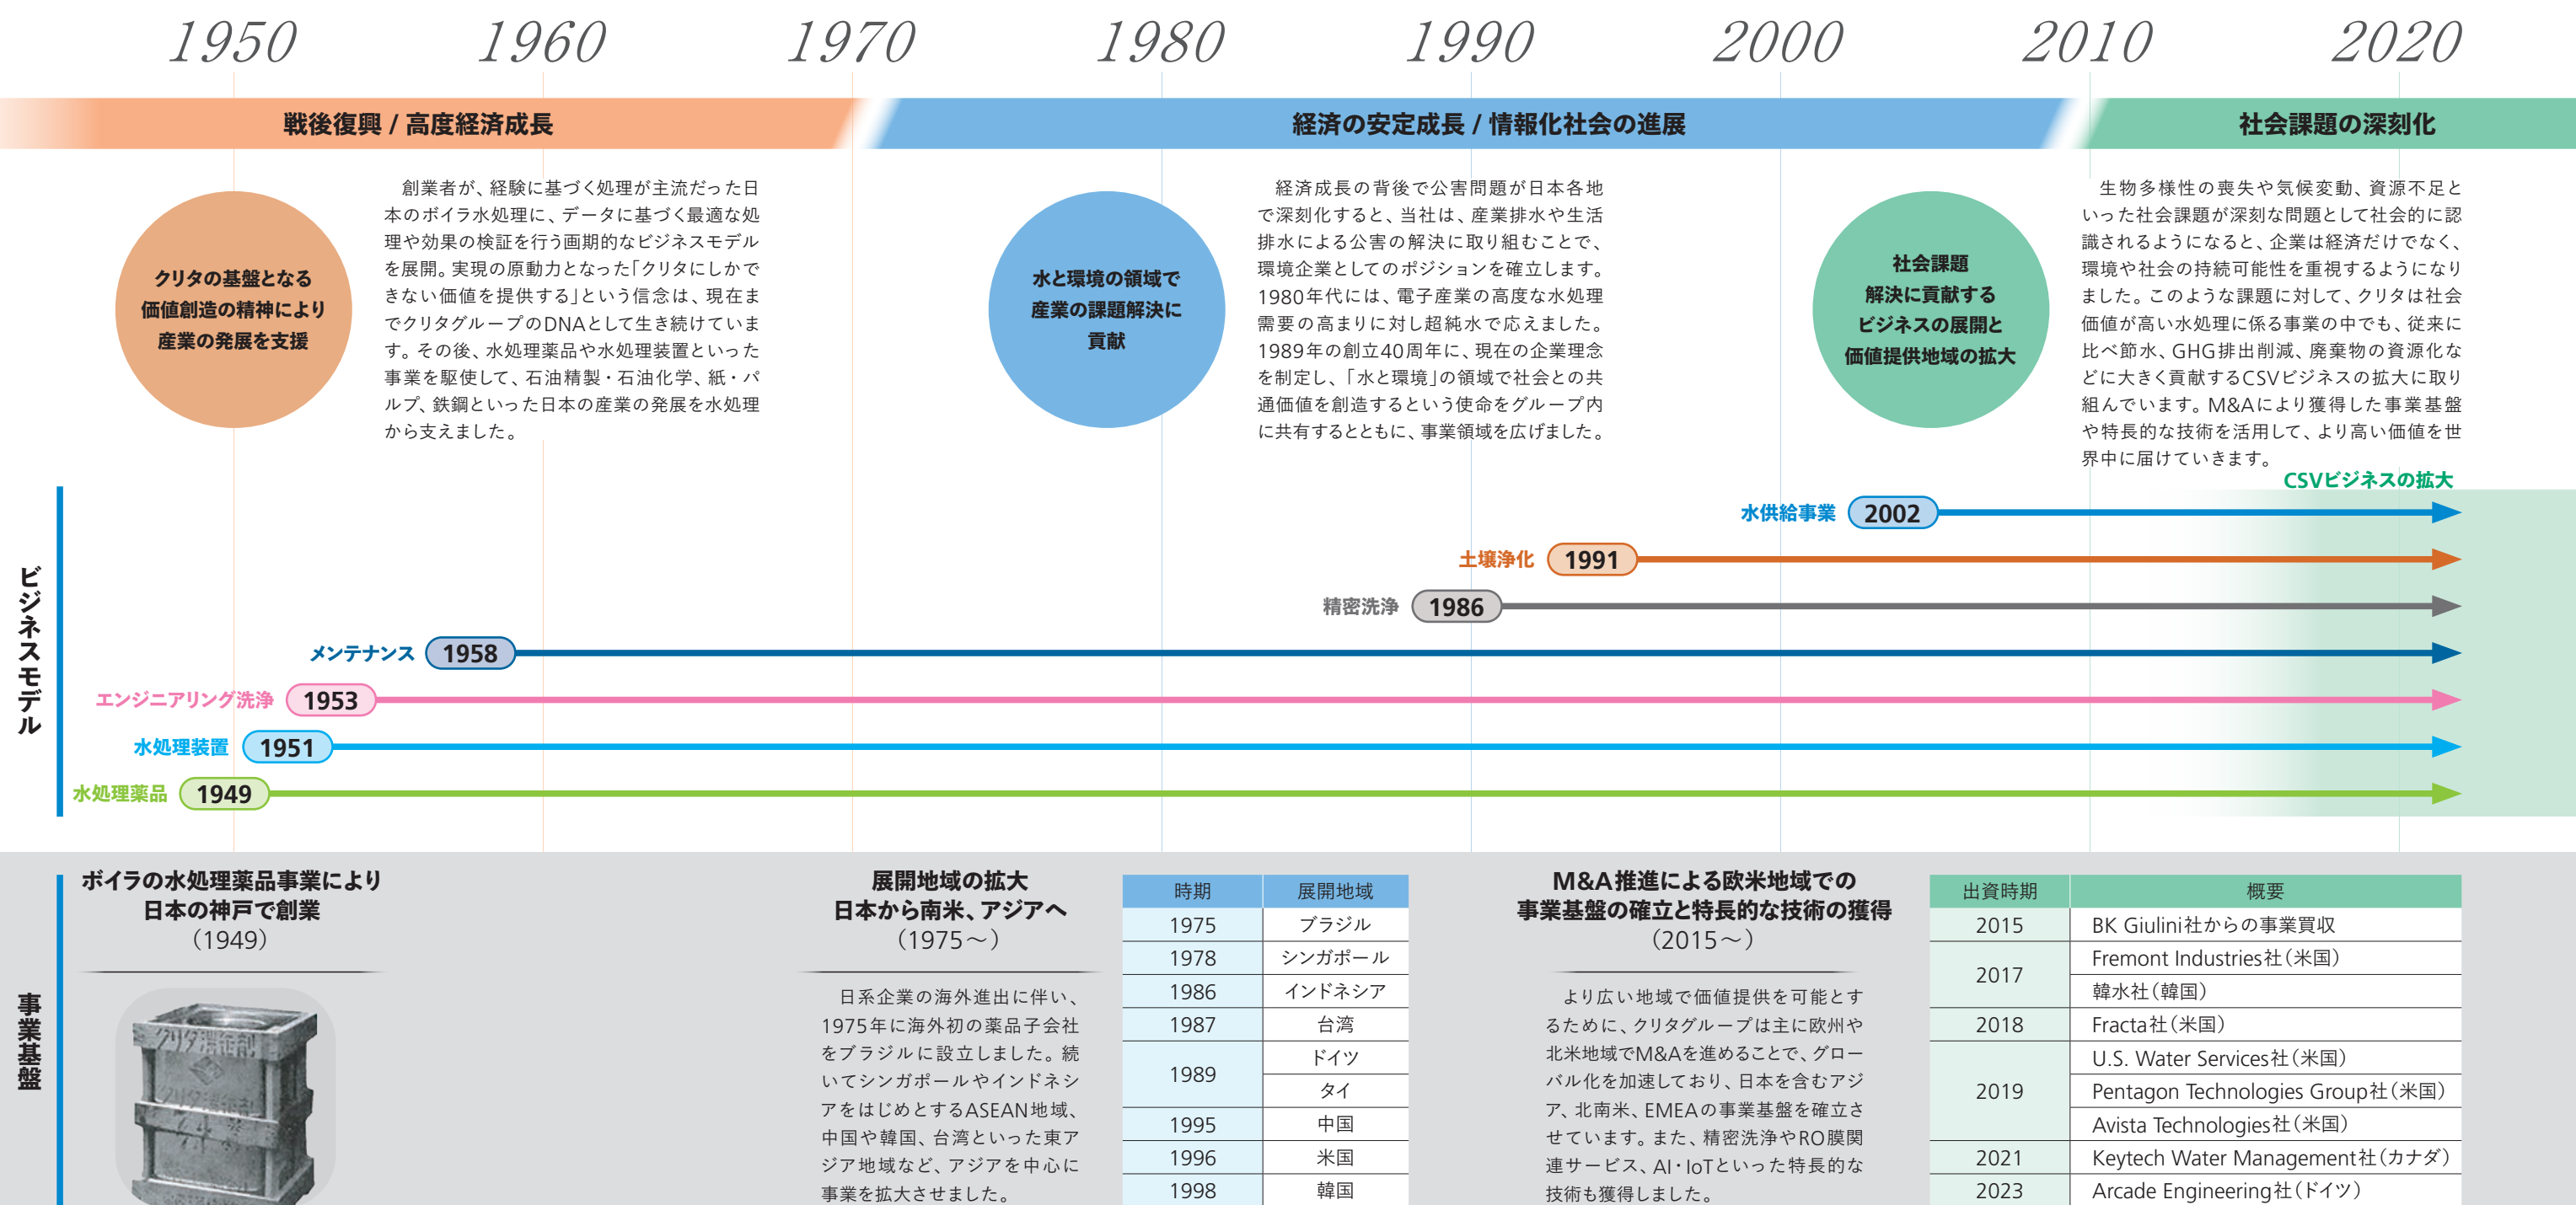 1950 1960 1970 1980 1990 2000 2010 2020
戦後復興 / 高度経済成長
経済の安定成長 / 情報化社会の進展
社会課題の深刻化
クリタの基盤となる
価値創造の精神により
産業の発展を支援
創業者が、経験に基づく処理が主流だった日
本のボイラ水処理に、データに基づく最適な処
理や効果の検証を行う画期的なビジネスモデル
を展開。実現の原動力となった「クリタにしかで
きない価値を提供する」という信念は、現在ま
でクリタグループのDNAとして生き続けていま
す。その後、水処理薬品や水処理装置といった
事業を駆使して、石油精製・石油化学、紙・パ
ルプ、鉄鋼といった日本の産業の発展を水処理
から支えました。
水と環境の領域で
産業の課題解決に
貢献
経済成長の背後で公害問題が日本各地
で深刻化すると、当社は、産業排水や生活
排水による公害の解決に取り組むことで、
環境企業としてのポジションを確立します。
1980年代には、電子産業の高度な水処理
需要の高まりに対し超純水で応えました。
1989年の創立40周年に、現在の企業理念
を制定し、「水と環境」の領域で社会との共
通価値を創造するという使命をグループ内
に共有するとともに、事業領域を広げました。
社会課題
解決に貢献する
ビジネスの展開と
価値提供地域の拡大
生物多様性の喪失や気候変動、資源不足と
いった社会課題が深刻な問題として社会的に認
識されるようになると、企業は経済だけでなく、
環境や社会の持続可能性を重視するようになり
ました。このような課題に対して、クリタは社会
価値が高い水処理に係る事業の中でも、従来に
比べ節水、GHG排出削減、廃棄物の資源化な
どに大きく貢献するCSVビジネスの拡大に取り
組んでいます。M&Aにより獲得した事業基盤
や特長的な技術を活用して、より高い価値を世
界中に届けていきます。
CSVビジネスの拡大
ビジネスモデル
水供給事業 2002
土壌浄化 1991
精密洗浄 1986
メンテナンス 1958
エンジニアリング洗浄 1953
水処理装置 1951
水処理薬品 1949
事業基盤
ボイラの水処理薬品事業により
日本の神戸で創業
（1949）
展開地域の拡大
日本から南米、アジアへ
（1975～）
日系企業の海外進出に伴い、
1975年に海外初の薬品子会社
をブラジルに設立しました。続
いてシンガポールやインドネシ
アをはじめとするASEAN地域、
中国や韓国、台湾といった東ア
ジア地域など、アジアを中心に
事業を拡大させました。
時期 展開地域
1975 ブラジル
1978 シンガポール
1986 インドネシア
1987 台湾
1989 ドイツ
タイ
1995 中国
1996 米国
1998 韓国
M&A推進による欧米地域での
事業基盤の確立と特長的な技術の獲得
（2015～）
より広い地域で価値提供を可能とす
るために、クリタグループは主に欧州や
北米地域でM&Aを進めることで、グロー
バル化を加速しており、日本を含むアジ
ア、北南米、EMEAの事業基盤を確立さ
せています。また、精密洗浄やRO膜関
連サービス、AI・IoTといった特長的な
技術も獲得しました。
出資時期 概要
2015 BK Giulini社からの事業買収
2017 Fremont Industries社（米国）
韓水社（韓国）
2018 Fracta社（米国）
2019 U.S. Water Services社（米国）
Pentagon Technologies Group社（米国）
Avista Technologies社（米国）
2021 Keytech Water Management社（カナダ）
2023 Arcade Engineering社（ドイツ）